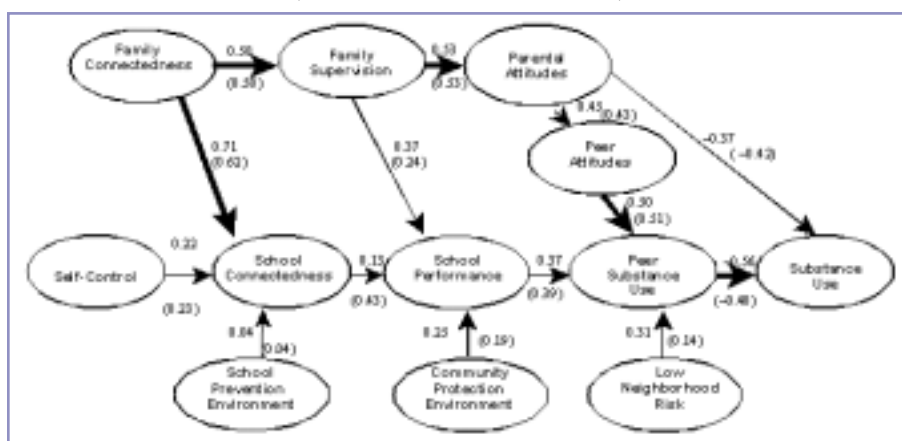 Family
Connectedness
0.58
(0.58)
Family
Supervision
0.53
(0.53)
Parental
Attitudes
0.43
(0.43)
Peer
Attitudes
-0.37
(-0.42)
0.71
(0.62)
0.37
(0.24)
0.50
(0.51)
Self-Control
0.22
(0.23)
School
Connectedness
(0.43)
School
Performance
0.37
(0.39)
Peer
Substance
Use
-0.56
(-0.48)
Substance
Use
0.04
(0.04)
School
Prevention
Environment
0.25
(0.19)
Community
Protection
Environment
0.31
(0.14)
Low
Neighborhood
Risk